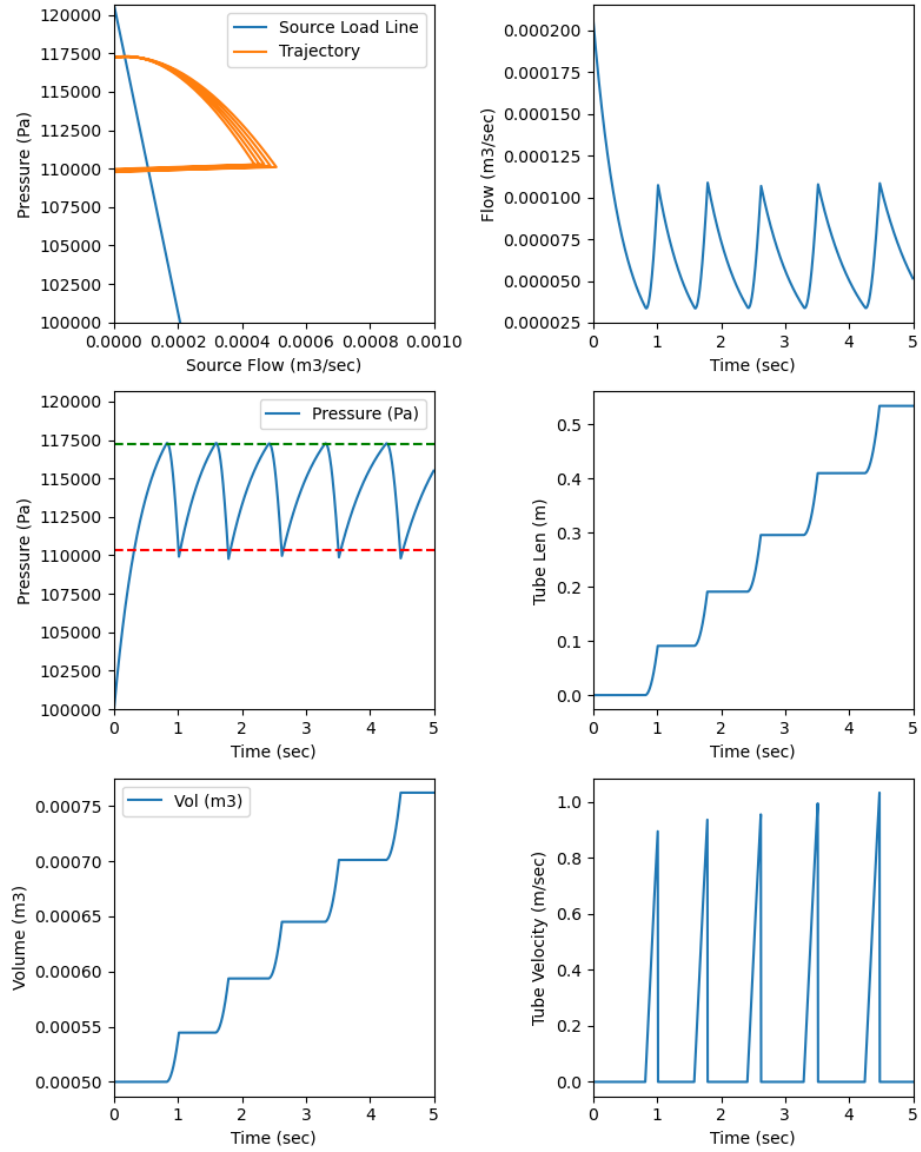 120000
117500
115000
112500
110000
107500
105000
102500
100000
Pressure (Pa)
Source Load Line
Trajectory
0.0000 0.0002 0.0004 0.0006 0.0008 0.0010
Source Flow (m3/sec)
0.000200
0.000175
0.000150
0.000125
0.000100
0.000075
0.000050
0.000025
Flow (m3/sec)
0 1 2 3 4 5
Time (sec)
120000
117500
115000
112500
110000
107500
105000
102500
100000
Pressure (Pa)
Pressure (Pa)
0 1 2 3 4 5
Time (sec)
0.5
0.4
0.3
0.2
0.1
0.0
Tube Len (m)
0 1 2 3 4 5
Time (sec)
0.00075
0.00070
0.00065
0.00060
0.00055
0.00050
Volume (m3)
Vol (m3)
0 1 2 3 4 5
Time (sec)
1.0
0.8
0.6
0.4
0.2
0.0
Tube Velocity (m/sec)
0 1 2 3 4 5
Time (sec)